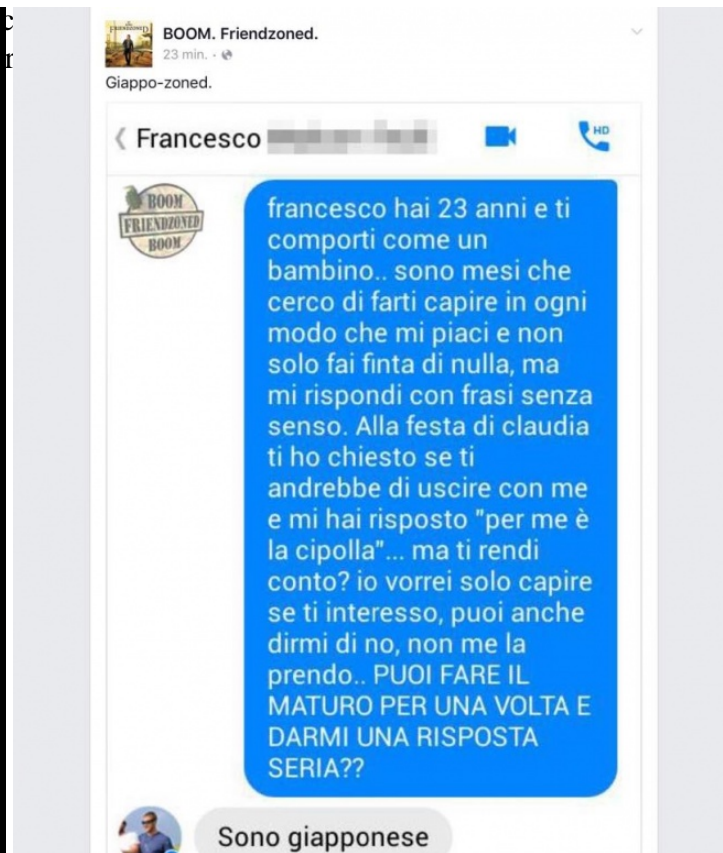 c
r
FRIENDZONED
BOOM. Friendzoned.
23 min. ·
Giappo-zoned.
Francesco
HD
BOOM
FRIENDZONED
BOOM
francesco hai 23 anni e ti
comporti come un
bambino.. sono mesi che
cerco di farti capire in ogni
modo che mi piaci e non
solo fai finta di nulla, ma
mi rispondi con frasi senza
senso. Alla festa di claudia
ti ho chiesto se ti
andrebbe di uscire con me
e mi hai risposto "per me è
la cipolla"... ma ti rendi
conto? io vorrei solo capire
se ti interesso, puoi anche
dirmi di no, non me la
prendo.. PUOI FARE IL
MATURO PER UNA VOLTA E
DARMI UNA RISPOSTA
SERIA??
Sono giapponese